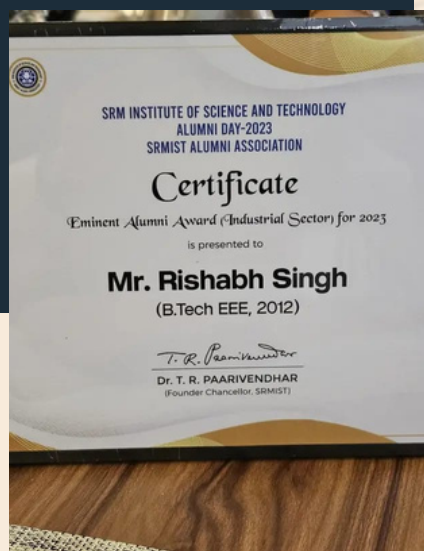 SRM INSTITUTE OF SCIENCE AND TECHNOLOGY
ALUMNI DAY-2023
SRMIST ALUMNI ASSOCIATION
Certificate
Eminent Alumni Award (Industrial Sector) for 2023
is presented to
Mr. Rishabh Singh
(B.Tech EEE, 2012)
T. R. Paarivendhar
Dr. T. R. PAARIVENDHAR
(Founder Chancellor, SRMIST)